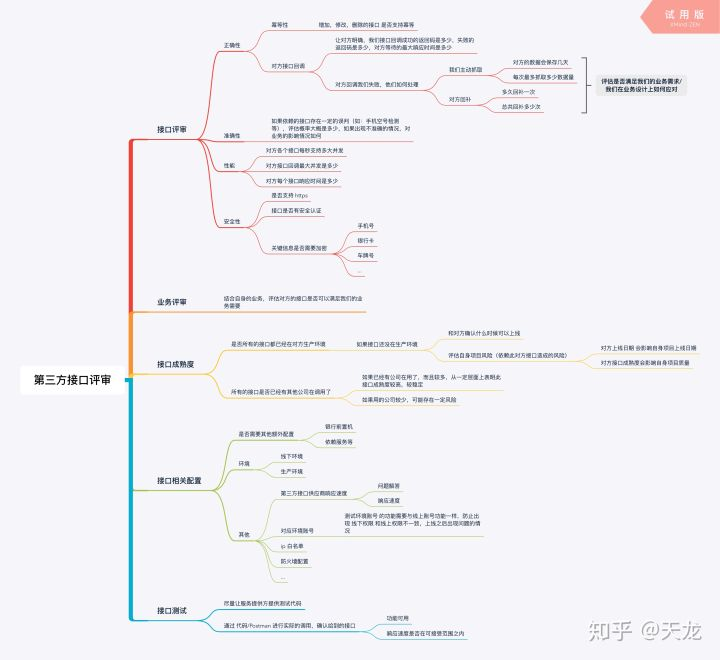 试用版
XMind ZEN
第三方接口评审
接口评审
正确性
幂等性
增加，修改，删除的接口 是否支持幂等
对方接口回调
让对方明确，我们接口回调成功的返回码是多少，失败的
返回码是多少，对方等待的最大响应时间是多少
对方回调我们失败，他们如何处理
我们主动抓取
对方的数据会保存几天
每次最多抓取多少数据量
对方回补
多久回补一次
总共回补多少次
评估是否满足我们的业务需求/
我们在业务设计上如何应对
准确性
如果依赖的接口存在一定的误判（如：手机空号检测
等），评估概率大概是多少，如果出现不准确的情况，对
业务的影响情况如何
性能
对方各个接口每秒支持多大并发
对方接口回调最大并发是多少
对方每个接口响应时间是多少
安全性
是否支持 https
接口是否有安全认证
关键信息是否需要加密
手机号
银行卡
车牌号
...
业务评审
结合自身的业务，评估对方的接口是否可以满足我们的业
务需要
接口成熟度
是否所有的接口都已经在对方生产环境
如果接口还没在生产环境
和对方确认什么时候可以上线
评估自身项目风险（依赖此对方接口造成的风险）
对方上线日期 会影响自身项目上线日期
对方接口成熟度会影响自身项目质量
所有的接口是否已经有其他公司在调用了
如果已经有公司在用了，而且较多，从一定层面上表明此
接口成熟度较高，较稳定
如果用的公司较少，可能存在一定风险
接口相关配置
是否需要其他额外配置
银行前置机
依赖服务等
环境
线下环境
生产环境
其他
第三方接口供应商响应速度
问题解答
响应速度
对应环境账号
测试环境账号 的功能需要与线上账号功能一样，防止出
现 线下权限 和线上权限不一致，上线之后出现问题的情
况
ip 白名单
防火墙配置
...
接口测试
尽量让服务提供方提供测试代码
通过 代码/Postman 进行实际的调用，确认给到的接口
功能可用
响应速度是否在可接受范围之内
知乎 @天龙